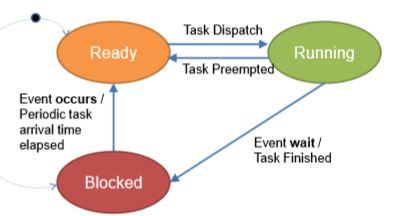 Task Dispatch
Ready
Running
Task Preempted
Event occurs /
Periodic task
arrival time
elapsed
Event wait /
Task Finished
Blocked